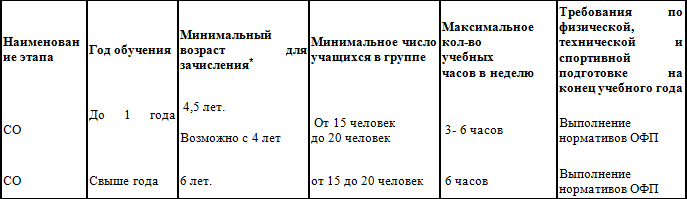 Наименован
ие этапа
Год обучения
Минимальный
возраст для
зачисления*
Минимальное число
учащихся в группе
Максимальное
кол-во
учебных
часов в неделю
Требования по
физической,
технической и
спортивной
подготовке на
конец учебного года
СО
До 1 года
4,5 лет.
Возможно с 4 лет
От 15 человек
до 20 человек
3- 6 часов
Выполнение
нормативов ОФП
СО
Свыше года
6 лет.
от 15 до 20 человек
6 часов
Выполнение
нормативов ОФП